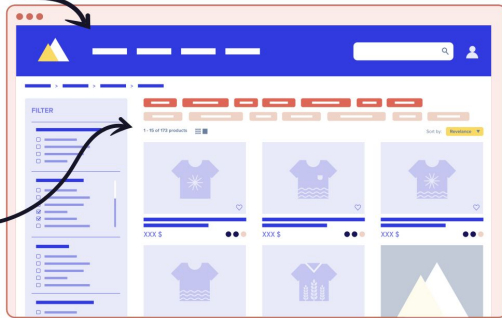 FILTER
1 - 15 of 173 products
Sort by: Relevance
XXX $
XXX $
XXX $